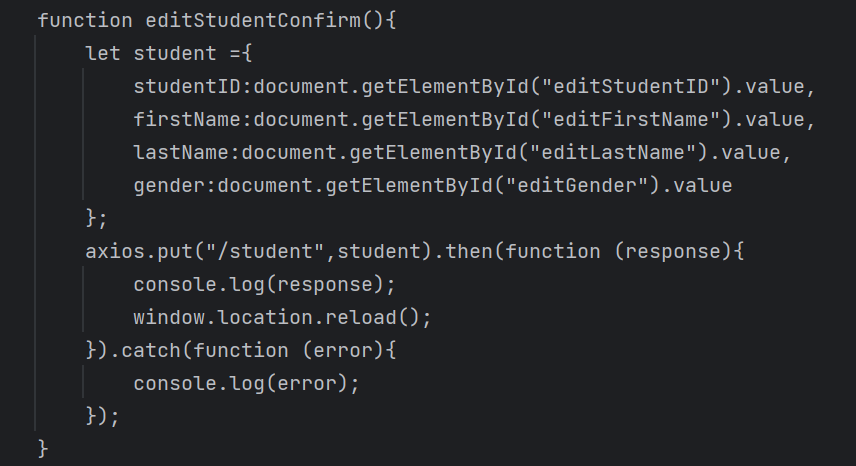 function editStudentConfirm(){
    let student ={
        studentID:document.getElementById("editStudentID").value,
        firstName:document.getElementById("editFirstName").value,
        lastName:document.getElementById("editLastName").value,
        gender:document.getElementById("editGender").value
    };
    axios.put("/student",student).then(function (response){
        console.log(response);
        window.location.reload();
    }).catch(function (error){
        console.log(error);
    });
}